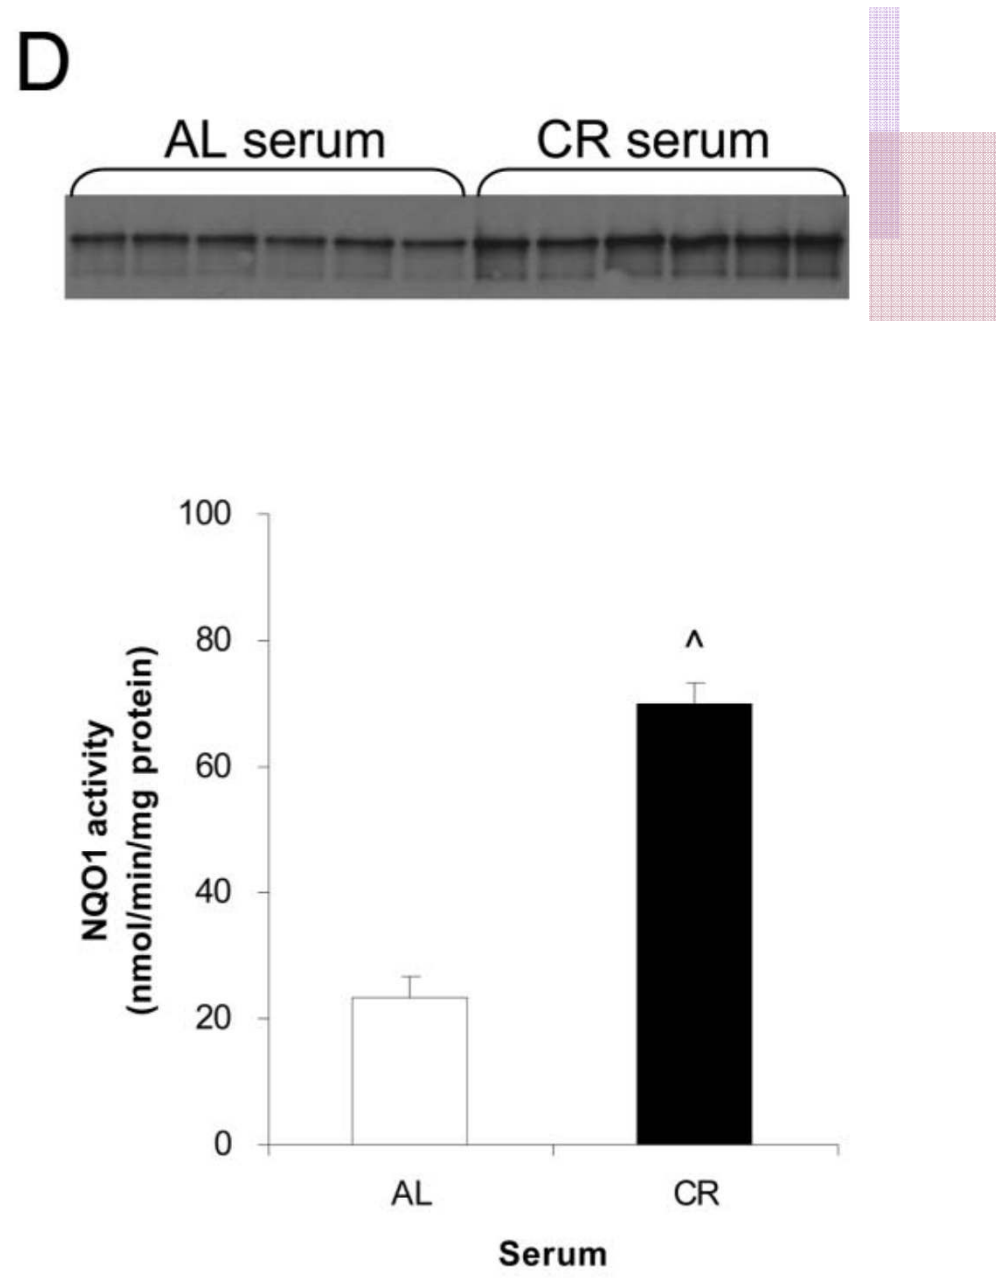 D
AL serum CR serum
100
80
60
40
20
0
^
NQO1 activity
(nmol/min/mg protein)
AL CR
Serum